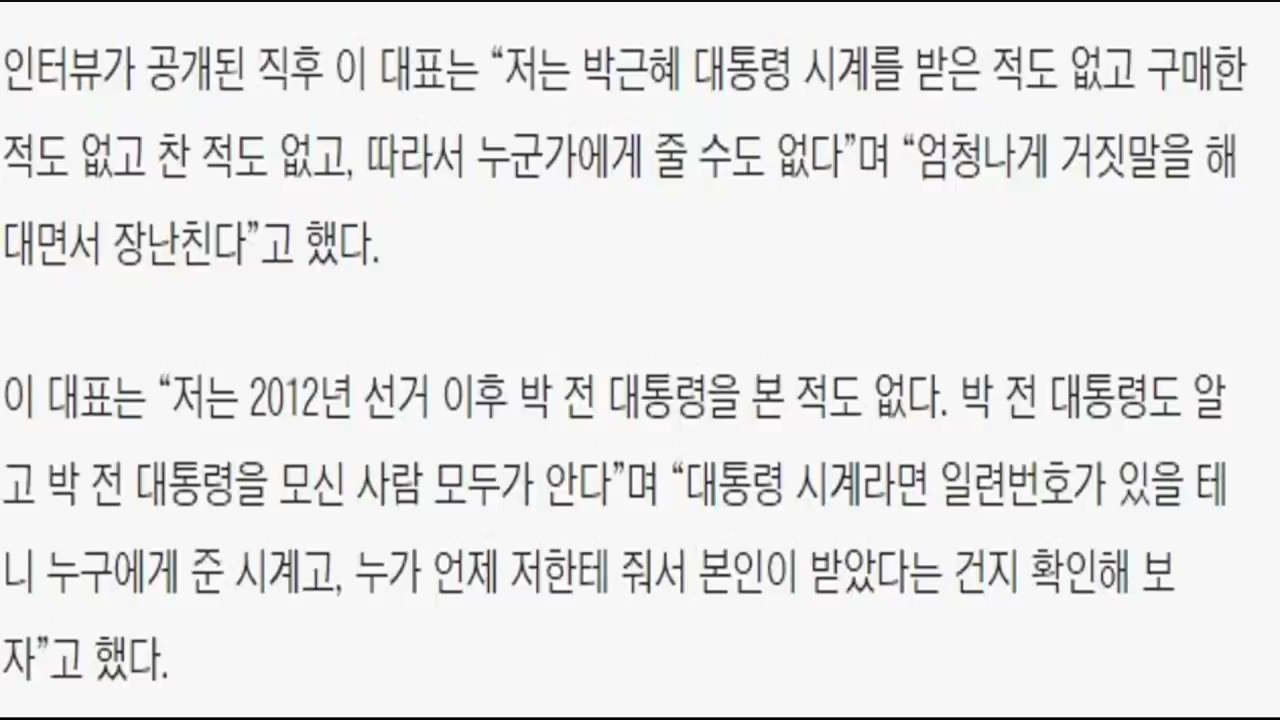 인터뷰가 공개된 직후 이 대표는 “저는 박근혜 대통령 시계를 받은 적도 없고 구매한
적도 없고 찬 적도 없고, 따라서 누군가에게 줄 수도 없다”며 “엄청나게 거짓말을 해
대면서 장난친다”고 했다.
이 대표는 “저는 2012년 선거 이후 박 전 대통령을 본 적도 없다. 박 전 대통령도 알
고 박 전 대통령을 모신 사람 모두가 안다”며 “대통령 시계라면 일련번호가 있을 테
니 누구에게 준 시계고, 누가 언제 저한테 줘서 본인이 받았다는 건지 확인해 보
자”고 했다.